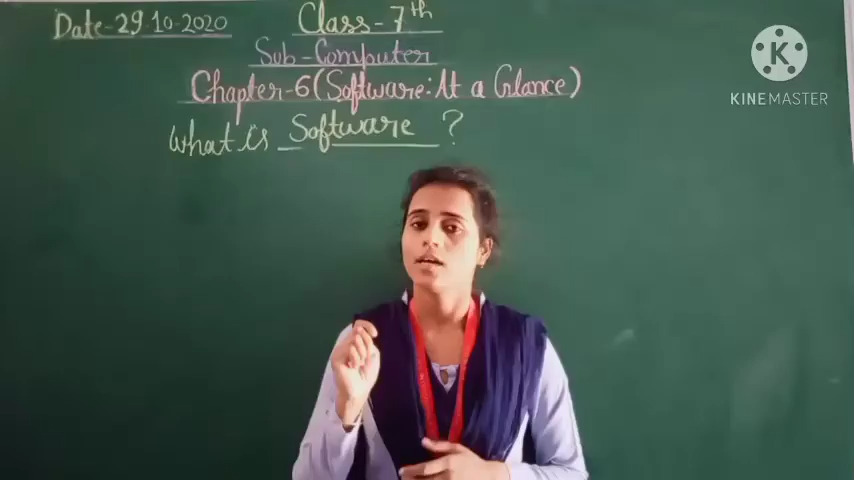 Date-29.10-2020
Class-7th
Sub-Computer
Chapter-6(Software:At a Glance)
What is Software ?
K
KINEMASTER